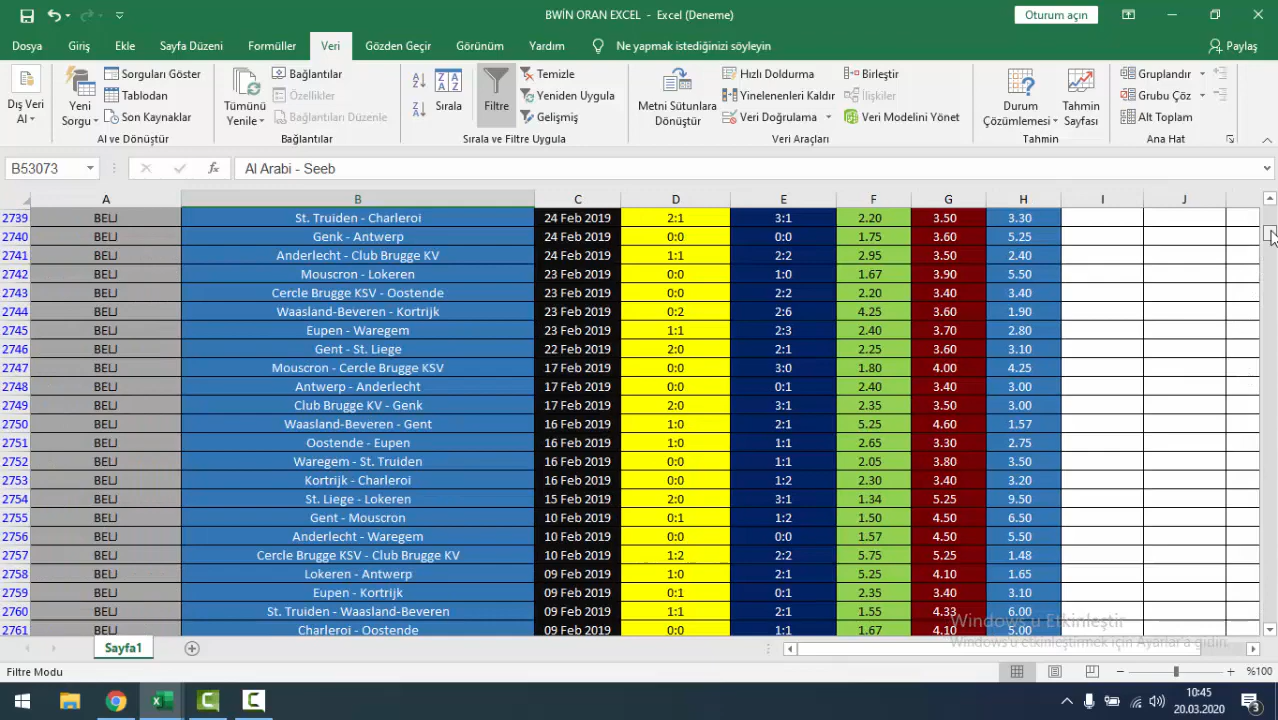 BWİN ORAN EXCEL - Excel (Deneme)
Oturum açın
Dosya Giriş Ekle Sayfa Düzeni Formüller Veri Gözden Geçir Görünüm Yardım Ne yapmak istediğinizi söyleyin Paylaş
Dış Veri Al
Yeni Sorgu
Sorguları Göster
Tablodan
Son Kaynaklar
Al ve Dönüştür
Tümünü Yenile
Bağlantılar
Özellikler
Bağlantıları Düzenle
Bağlantılar
Sırala
Filtre
Temizle
Yeniden Uygula
Gelişmiş
Sırala ve Filtre Uygula
Metni Sütunlara Dönüştür
Hızlı Doldurma
Yinelenenleri Kaldır
Veri Doğrulama
Birleştir
İlişkiler
Veri Modelini Yönet
Veri Araçları
Durum Çözümlemesi
Tahmin Sayfası
Tahmin
Gruplandır
Grubu Çöz
Alt Toplam
Ana Hat
B53073 fx Al Arabi - Seeb
A B C D E F G H I J
2739 BELJ St. Truiden - Charleroi 24 Feb 2019 2:1 3:1 2.20 3.50 3.30
2740 BELJ Genk - Antwerp 24 Feb 2019 0:0 0:0 1.75 3.60 5.25
2741 BELJ Anderlecht - Club Brugge KV 24 Feb 2019 1:1 2:2 2.95 3.50 2.40
2742 BELJ Mouscron - Lokeren 23 Feb 2019 0:0 1:0 1.67 3.90 5.50
2743 BELJ Cercle Brugge KSV - Oostende 23 Feb 2019 0:0 2:2 2.20 3.40 3.40
2744 BELJ Waasland-Beveren - Kortrijk 23 Feb 2019 0:2 2:6 4.25 3.60 1.90
2745 BELJ Eupen - Waregem 23 Feb 2019 1:1 2:3 2.40 3.70 2.80
2746 BELJ Gent - St. Liege 22 Feb 2019 2:0 2:1 2.25 3.60 3.10
2747 BELJ Mouscron - Cercle Brugge KSV 17 Feb 2019 0:0 3:0 1.80 4.00 4.25
2748 BELJ Antwerp - Anderlecht 17 Feb 2019 0:0 0:1 2.40 3.40 3.00
2749 BELJ Club Brugge KV - Genk 17 Feb 2019 2:0 3:1 2.35 3.50 3.00
2750 BELJ Waasland-Beveren - Gent 16 Feb 2019 1:0 2:1 5.25 4.60 1.57
2751 BELJ Oostende - Eupen 16 Feb 2019 1:0 1:1 2.65 3.30 2.75
2752 BELJ Waregem - St. Truiden 16 Feb 2019 0:0 1:1 2.05 3.80 3.50
2753 BELJ Kortrijk - Charleroi 16 Feb 2019 0:0 1:2 2.30 3.40 3.20
2754 BELJ St. Liege - Lokeren 15 Feb 2019 2:0 3:1 1.34 5.25 9.50
2755 BELJ Gent - Mouscron 10 Feb 2019 0:1 1:2 1.50 4.50 6.50
2756 BELJ Anderlecht - Waregem 10 Feb 2019 0:0 0:0 1.57 4.50 5.50
2757 BELJ Cercle Brugge KSV - Club Brugge KV 10 Feb 2019 1:2 2:2 5.75 5.25 1.48
2758 BELJ Lokeren - Antwerp 09 Feb 2019 1:0 2:1 5.25 4.10 1.65
2759 BELJ Eupen - Kortrijk 09 Feb 2019 0:1 0:1 2.35 3.40 3.10
2760 BELJ St. Truiden - Waasland-Beveren 09 Feb 2019 1:1 2:1 1.55 4.33 6.00
2761 BELJ Charleroi - Oostende 09 Feb 2019 0:0 1:1 1.67 4.10 5.00
Windows'u Etkinleştir
Windows'u etkinleştirmek için Ayarlar'a gidin.
Sayfa1
Filtre Modu %100
10:45
20.03.2020
3